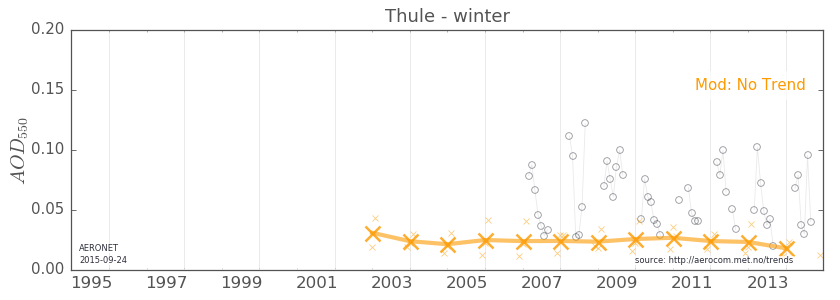 Thule - winter
0.20
0.15
0.10
0.05
0.00
AOD550
Mod: No Trend
AERONET
2015-09-24
source: http://aerocom.met.no/trends
1995 1997 1999 2001 2003 2005 2007 2009 2011 2013